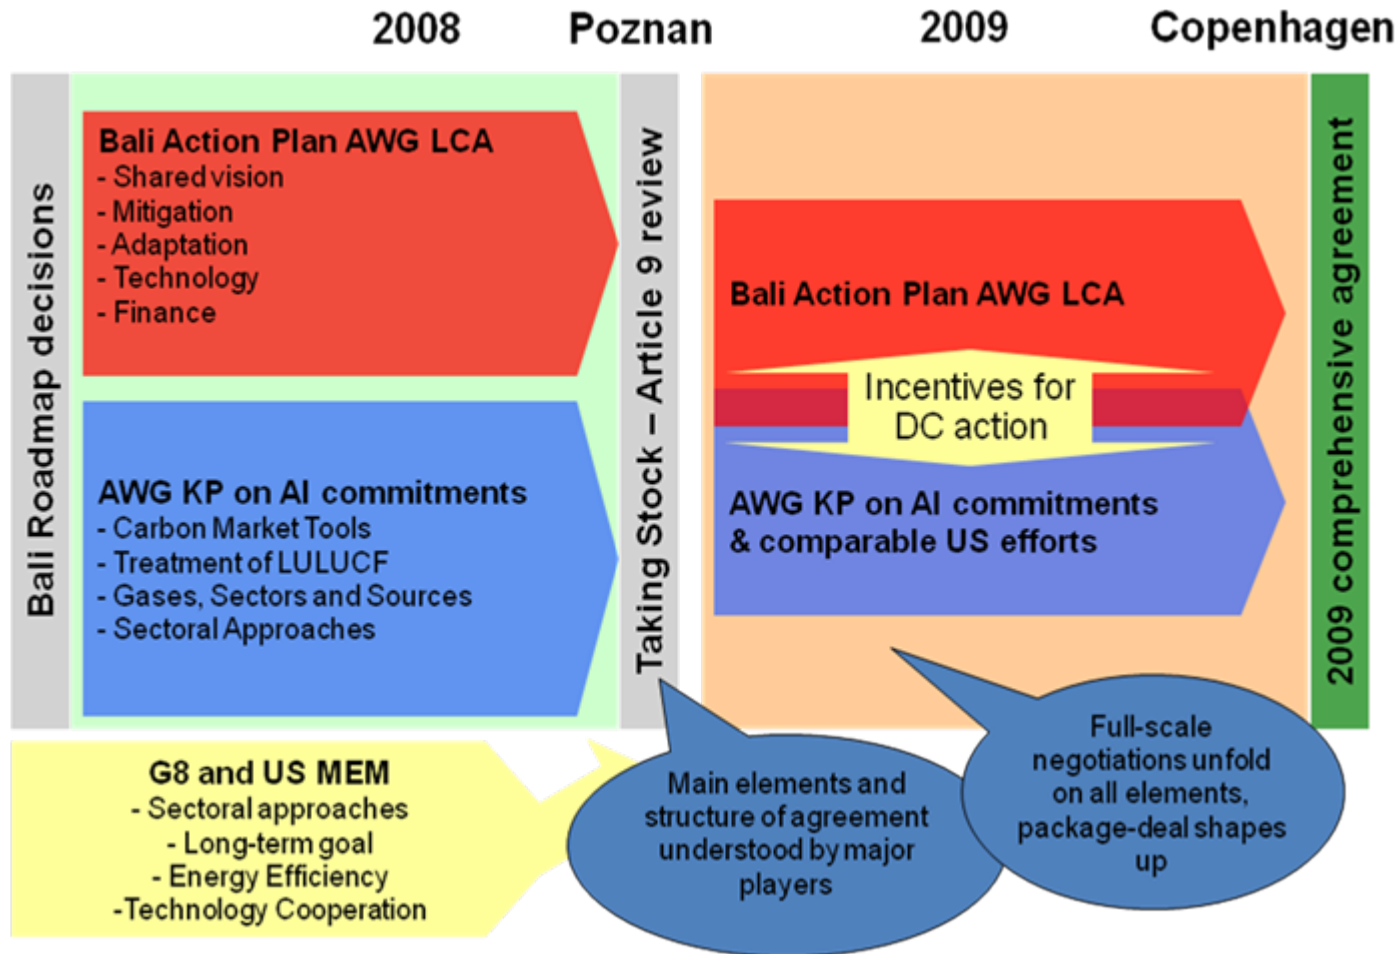 2008
Poznan
2009
Copenhagen
Bali Roadmap decisions
Bali Action Plan AWG LCA
- Shared vision
- Mitigation
- Adaptation
- Technology
- Finance
AWG KP on AI commitments
- Carbon Market Tools
- Treatment of LULUCF
- Gases, Sectors and Sources
- Sectoral Approaches
Taking Stock – Article 9 review
Bali Action Plan AWG LCA
Incentives for
DC action
AWG KP on AI commitments
& comparable US efforts
2009 comprehensive agreement
G8 and US MEM
- Sectoral approaches
- Long-term goal
- Energy Efficiency
-Technology Cooperation
Main elements and
structure of agreement
understood by major
players
Full-scale
negotiations unfold
on all elements,
package-deal shapes
up